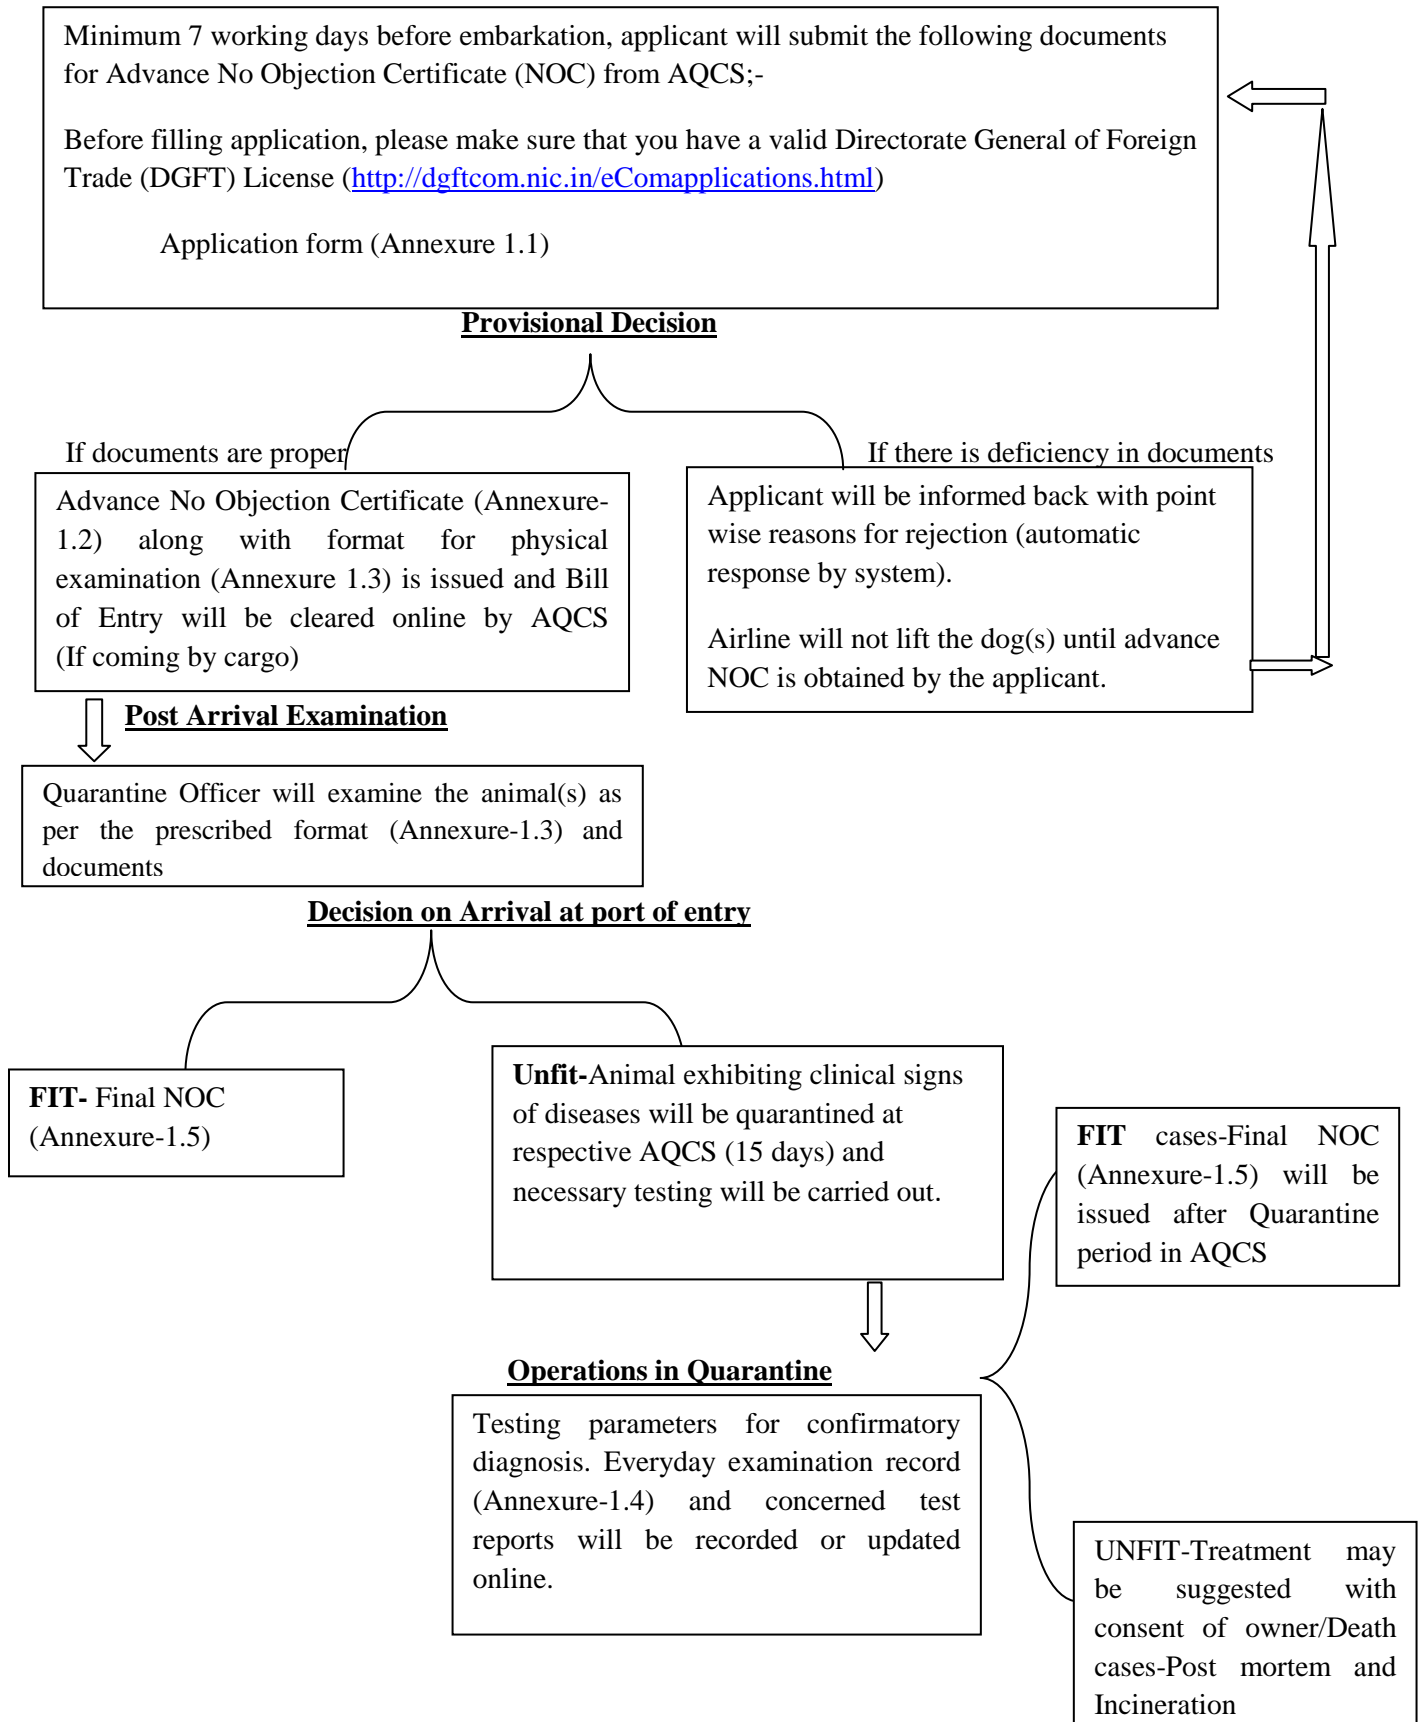 Minimum 7 working days before embarkation, applicant will submit the following documents
for Advance No Objection Certificate (NOC) from AQCS;-
Before filling application, please make sure that you have a valid Directorate General of Foreign
Trade (DGFT) License (http://dgftcom.nic.in/eComapplications.html)
Application form (Annexure 1.1)
Provisional Decision
If documents are proper
Advance No Objection Certificate (Annexure-
1.2) along with format for physical
examination (Annexure 1.3) is issued and Bill
of Entry will be cleared online by AQCS
(If coming by cargo)
If there is deficiency in documents
Applicant will be informed back with point
wise reasons for rejection (automatic
response by system).
Airline will not lift the dog(s) until advance
NOC is obtained by the applicant.
Post Arrival Examination
Quarantine Officer will examine the animal(s) as
per the prescribed format (Annexure-1.3) and
documents
Decision on Arrival at port of entry
FIT- Final NOC
(Annexure-1.5)
Unfit-Animal exhibiting clinical signs
of diseases will be quarantined at
respective AQCS (15 days) and
necessary testing will be carried out.
Operations in Quarantine
Testing parameters for confirmatory
diagnosis. Everyday examination record
(Annexure-1.4) and concerned test
reports will be recorded or updated
online.
FIT cases-Final NOC
(Annexure-1.5) will be
issued after Quarantine
period in AQCS
UNFIT-Treatment may
be suggested with
consent of owner/Death
cases-Post mortem and
Incineration